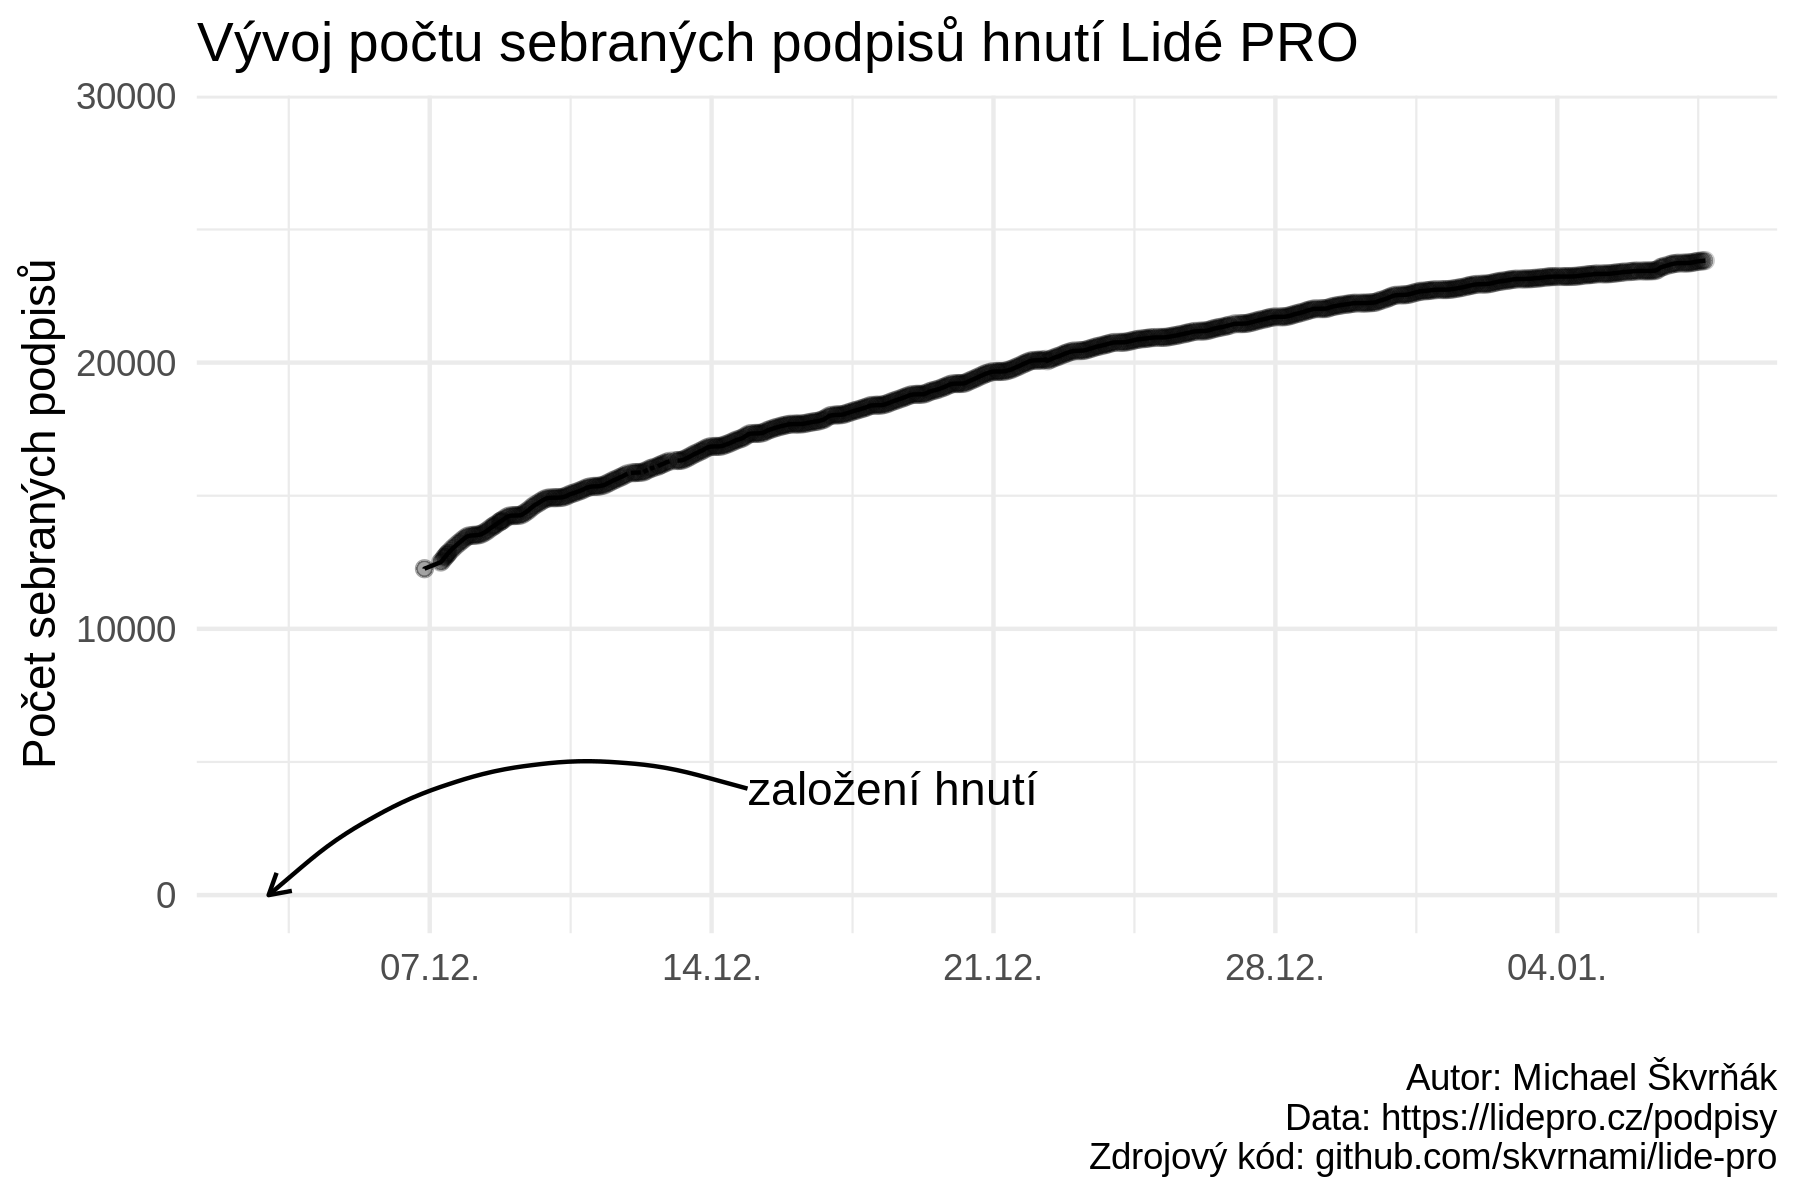 Vývoj počtu sebraných podpisů hnutí Lidé PRO
Počet sebraných podpisů
30000
20000
10000
0
založení hnutí
07.12.
14.12.
21.12.
28.12.
04.01.
Autor: Michael Škvrňák
Data: https://lidepro.cz/podpisy
Zdrojový kód: github.com/skvrnami/lide-pro